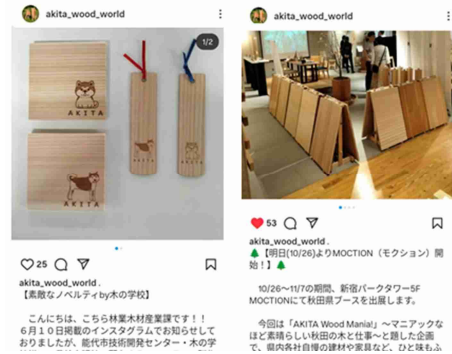 akita_wood_world
1/2
AKITA
AKITA
25
akita_wood_world .
【素敵なノベルティby木の学校】
こんにちは、こちら林業木材産業課です！！
６月１０日掲載のインスタグラムでお知らせして
おりましたが、能代市技術開発センター・木の学
akita_wood_world
53
akita_wood_world .
🌲【明日(10/26)よりMOCTION（モクション）開
始！】🌲
10/26〜11/7の期間、新宿パークタワー5F
MOCTIONにて秋田県ブースを出展します。
今回は「AKITA Wood Mania!」〜マニアックな
ほど素晴らしい秋田の木と仕事〜と題した企画
で、県内各社自慢の建材や家具など、ひと味もふ